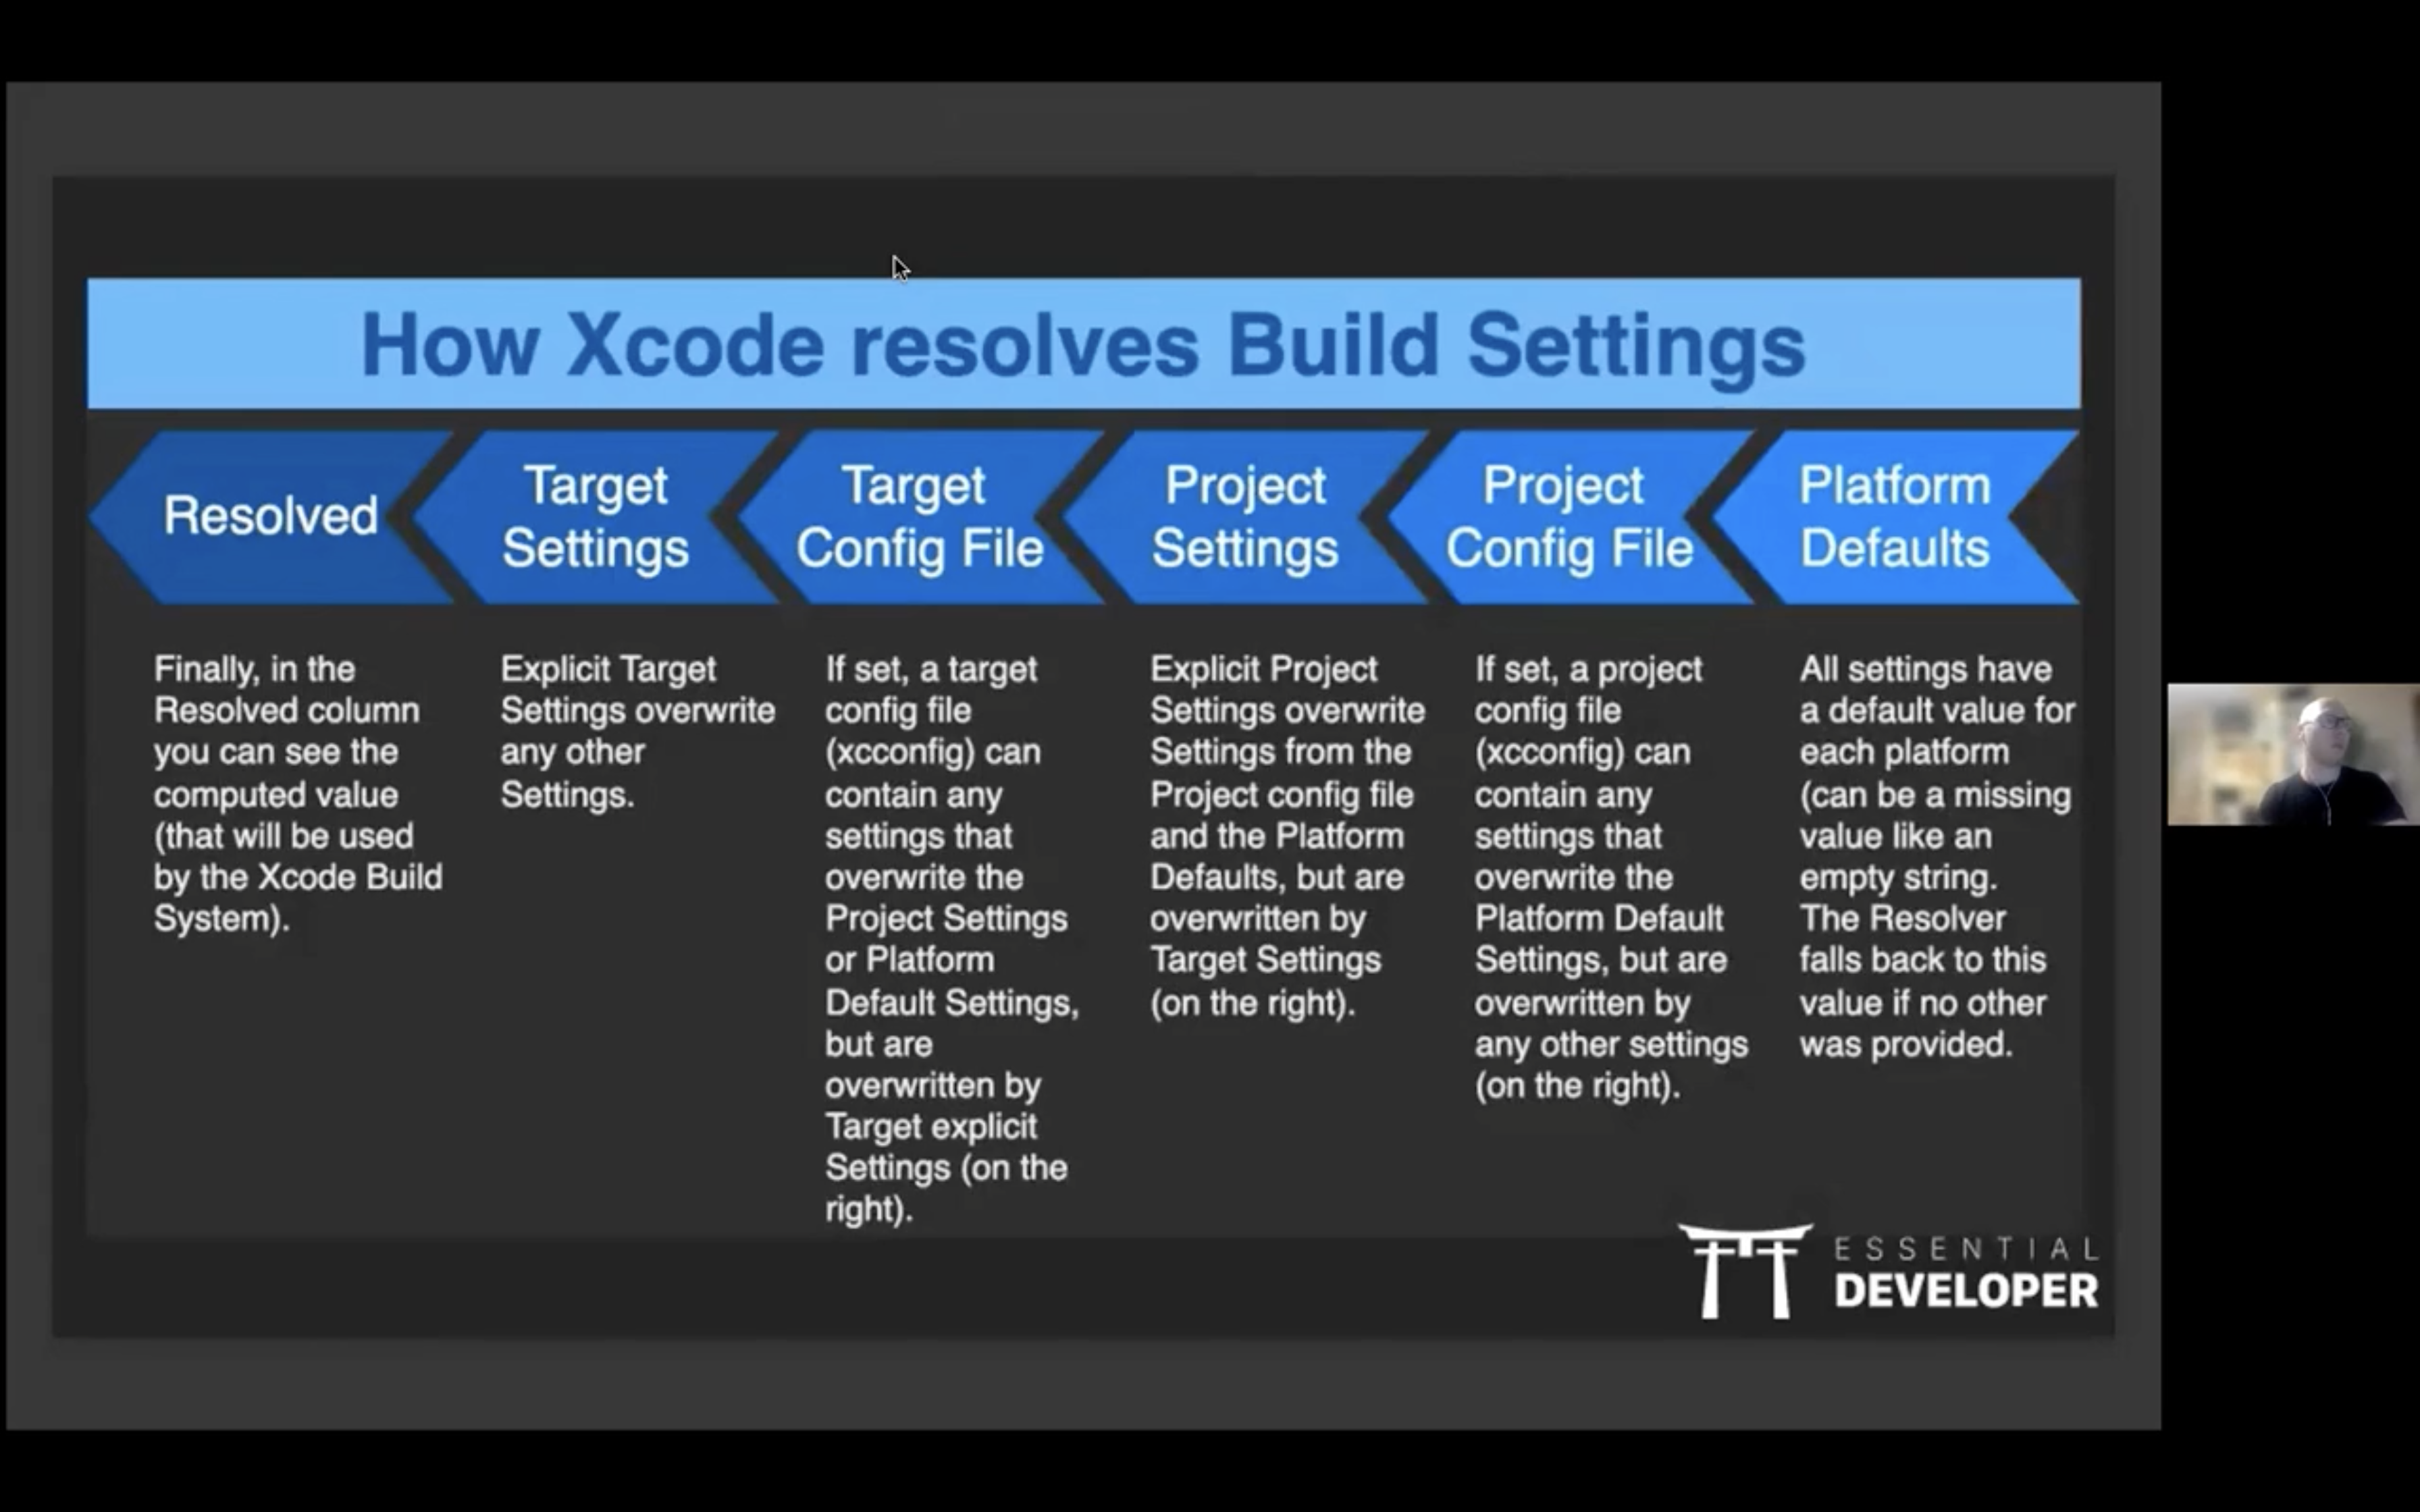 How Xcode resolves Build Settings
Resolved
Target
Settings
Target
Config File
Project
Settings
Project
Config File
Platform
Defaults
Finally, in the
Resolved column
you can see the
computed value
(that will be used
by the Xcode Build
System).
Explicit Target
Settings overwrite
any other
Settings.
If set, a target
config file
(xcconfig) can
contain any
settings that
overwrite the
Project Settings
or Platform
Default Settings,
but are
overwritten by
Target explicit
Settings (on the
right).
Explicit Project
Settings overwrite
Settings from the
Project config file
and the Platform
Defaults, but are
overwritten by
Target Settings
(on the right).
If set, a project
config file
(xcconfig) can
contain any
settings that
overwrite the
Platform Default
Settings, but are
overwritten by
any other settings
(on the right).
All settings have
a default value for
each platform
(can be a missing
value like an
empty string.
The Resolver
falls back to this
value if no other
was provided.
ESSENTIAL
DEVELOPER